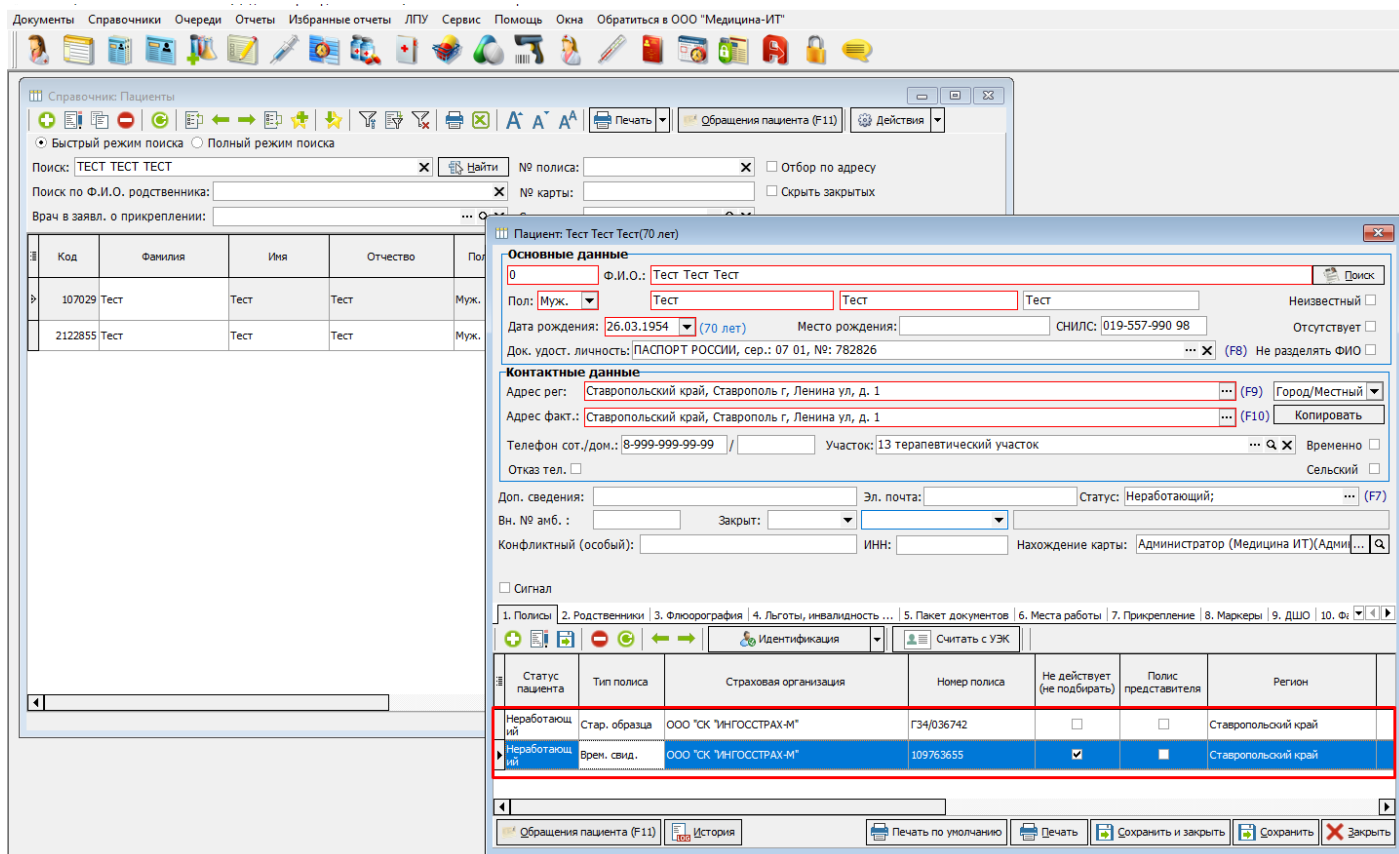 Документы Справочники Очереди Отчеты Избранные отчеты ЛПУ Сервис Помощь Окна Обратиться в ООО "Медицина-ИТ"
Справочник: Пациенты
Печать Обращения пациента (F11) Действия
Быстрый режим поиска Полный режим поиска
Поиск: ТЕСТ ТЕСТ ТЕСТ Найти № полиса: Отбор по адресу
Поиск по Ф.И.О. родственника: № карты: Скрыть закрытых
Врач в заявл. о прикреплении:
Код Фамилия Имя Отчество Пол
107029 Тест Тест Тест Муж.
2122855 Тест Тест Тест Муж.
Пациент: Тест Тест Тест(70 лет)
Основные данные
0 Ф.И.О.: Тест Тест Тест Поиск
Пол: Муж. Тест Тест Тест Неизвестный
Дата рождения: 26.03.1954 (70 лет) Место рождения: СНИЛС: 019-557-990 98 Отсутствует
Док. удост. личность: ПАСПОРТ РОССИИ, сер.: 07 01, №: 782826 (F8) Не разделять ФИО
Контактные данные
Адрес рег: Ставропольский край, Ставрополь г, Ленина ул, д. 1 (F9) Город/Местный
Адрес факт.: Ставропольский край, Ставрополь г, Ленина ул, д. 1 (F10) Копировать
Телефон сот./дом.: 8-999-999-99-99 / Участок: 13 терапевтический участок Временно
Отказ тел. Сельский
Доп. сведения: Эл. почта: Статус: Неработающий; (F7)
Вн. № амб. : Закрыт:
Конфликтный (особый): ИНН: Нахождение карты: Администратор (Медицина ИТ)(Адми
Сигнал
1. Полисы 2. Родственники 3. Флюорография 4. Льготы, инвалидность ... 5. Пакет документов 6. Места работы 7. Прикрепление 8. Маркеры 9. ДШО 10. Фа
Идентификация Считать с УЭК
Статус пациента Тип полиса Страховая организация Номер полиса Не действует (не подбирать) Полис представителя Регион
Неработающий Стар. образца ООО "СК "ИНГОССТРАХ-М" Г34/036742 Ставропольский край
Неработающий Врем. свид. ООО "СК "ИНГОССТРАХ-М" 109763655 Ставропольский край
Обращения пациента (F11) История Печать по умолчанию Печать Сохранить и закрыть Сохранить Закрыть